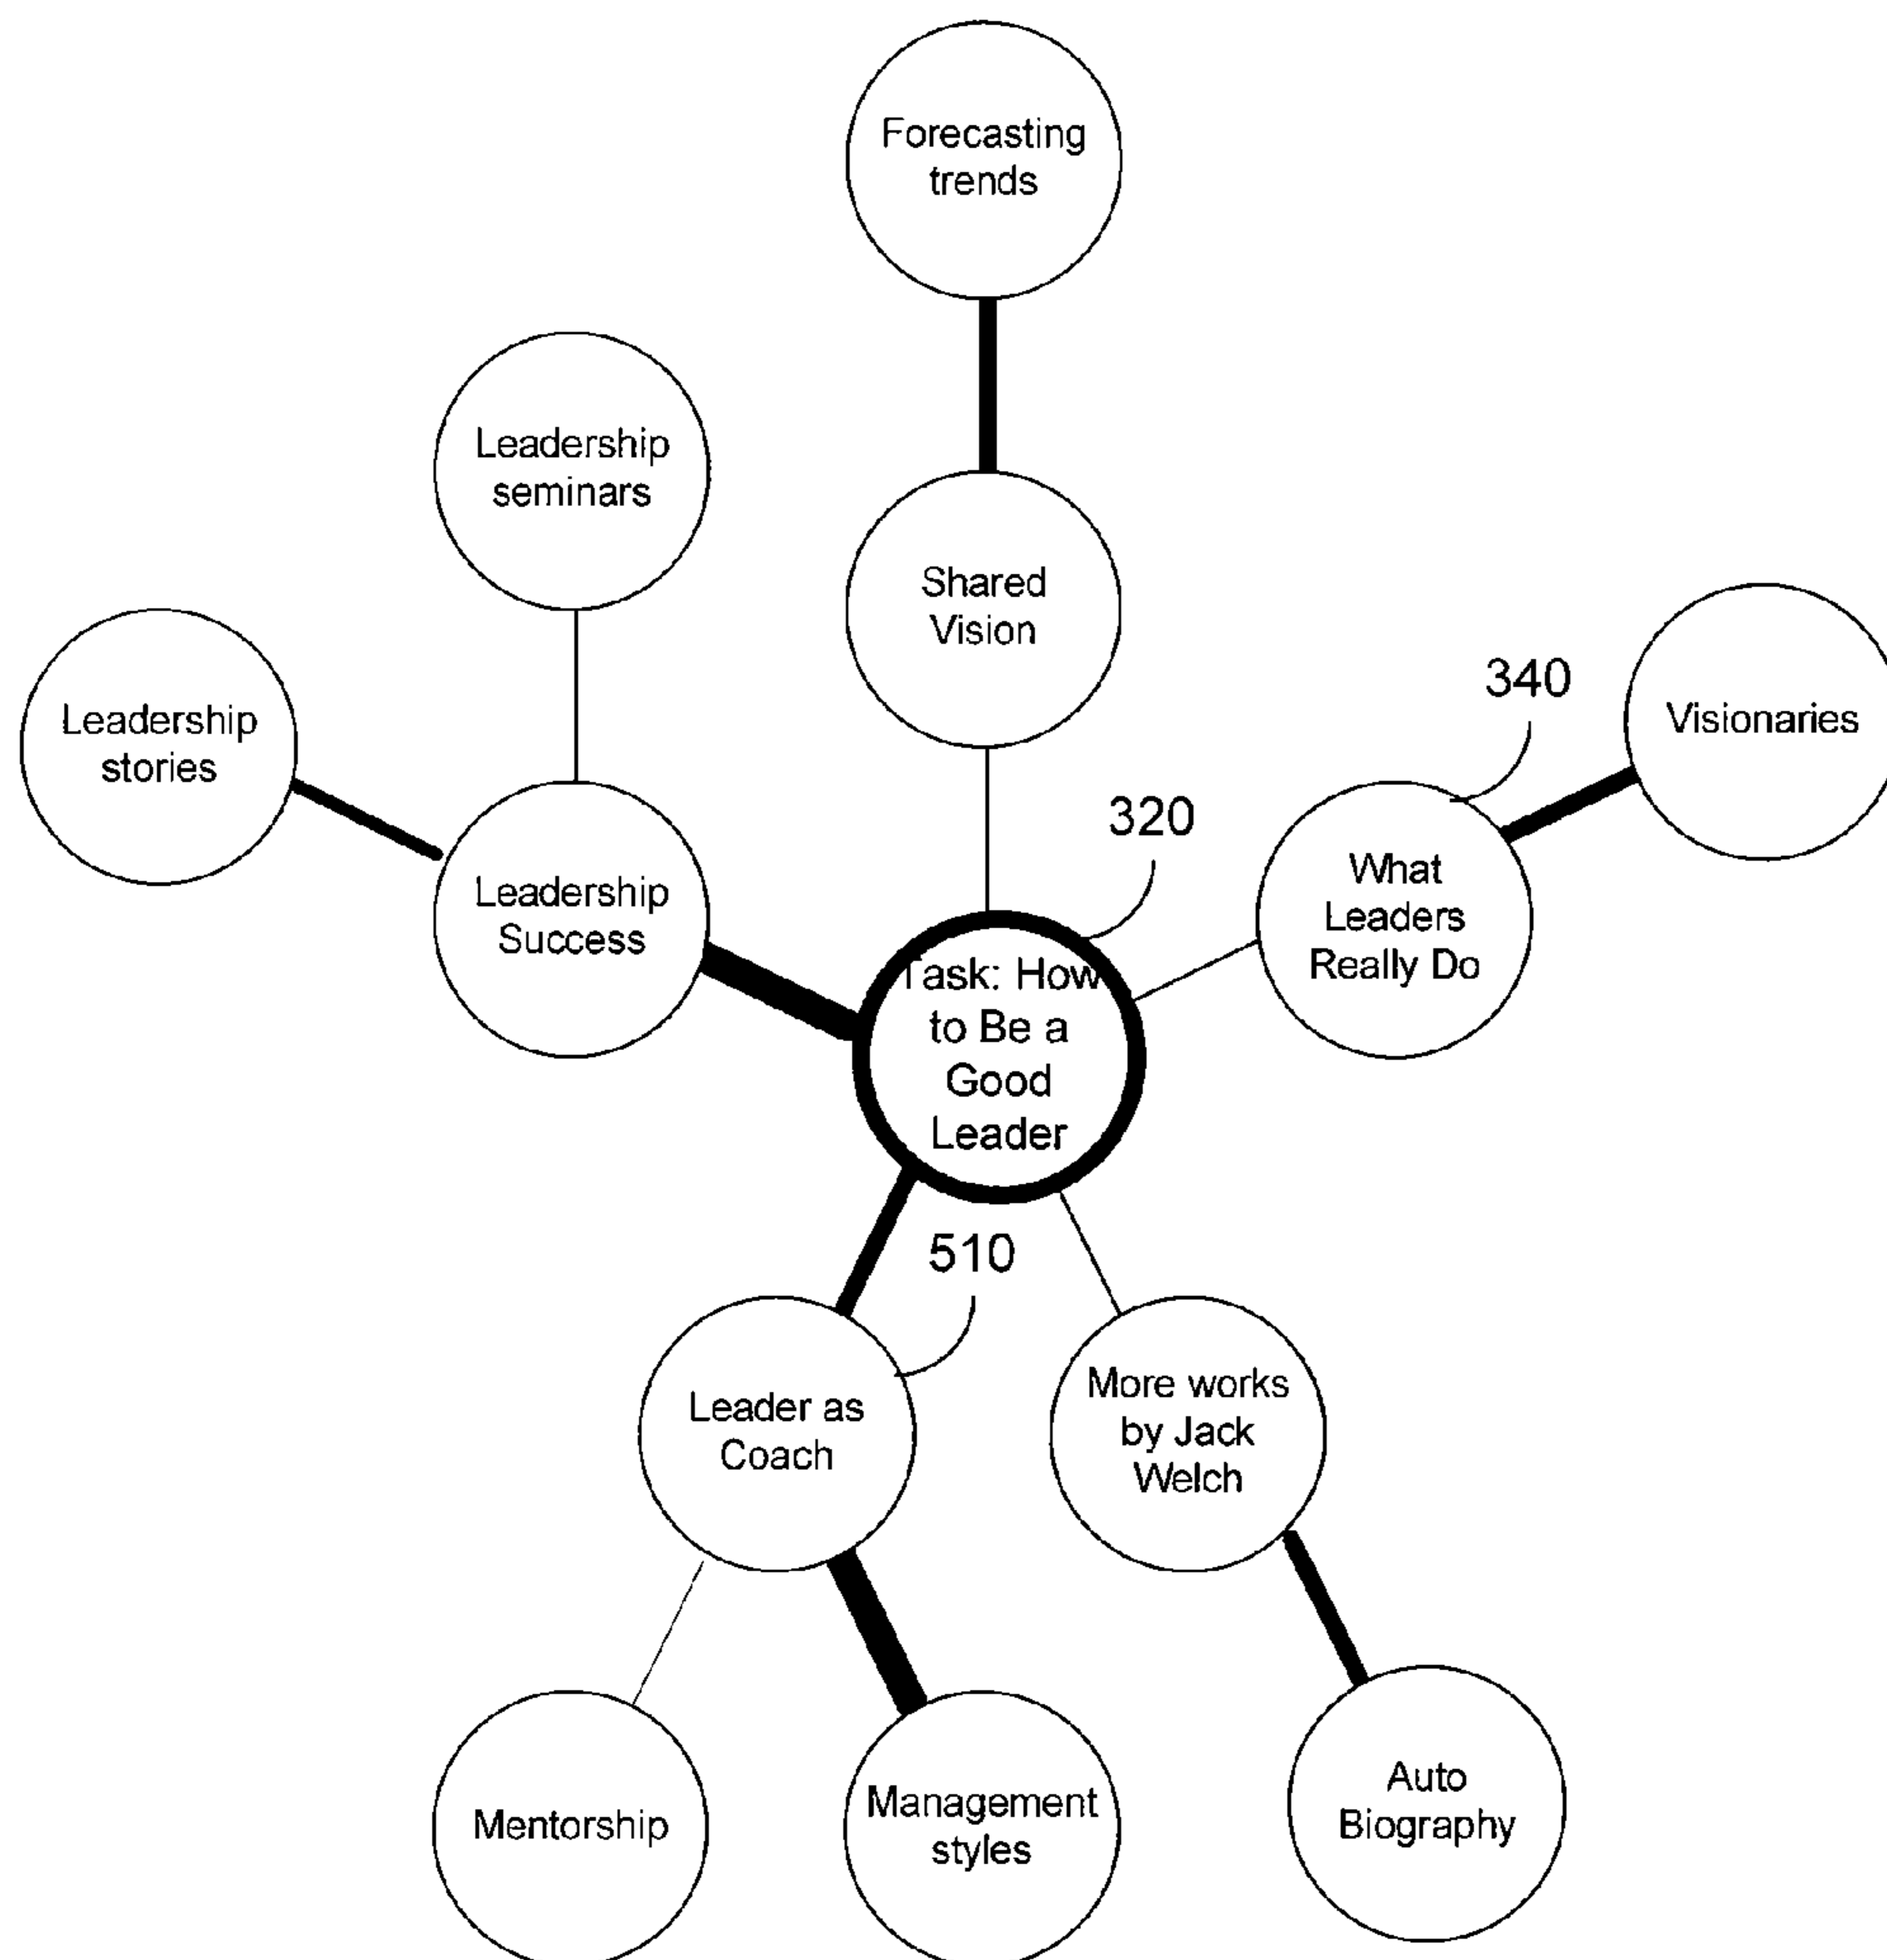 Forecasting
trends
Leadership
seminars
Shared
Vision
Leadership
stories
340
Visionaries
320
Leadership
Success
What
Leaders
Really Do
Task: How
to Be a
Good
Leader
510
Leader as
Coach
More works
by Jack
Welch
Mentorship
Management
styles
Auto
Biography